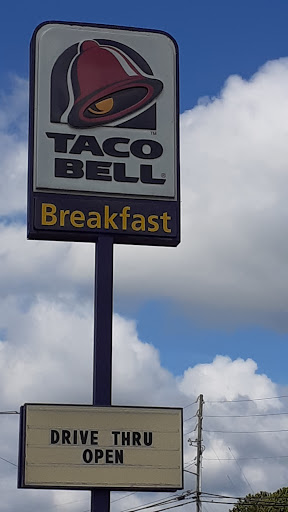 TACO
BELL
Breakfast
DRIVE THRU
OPEN